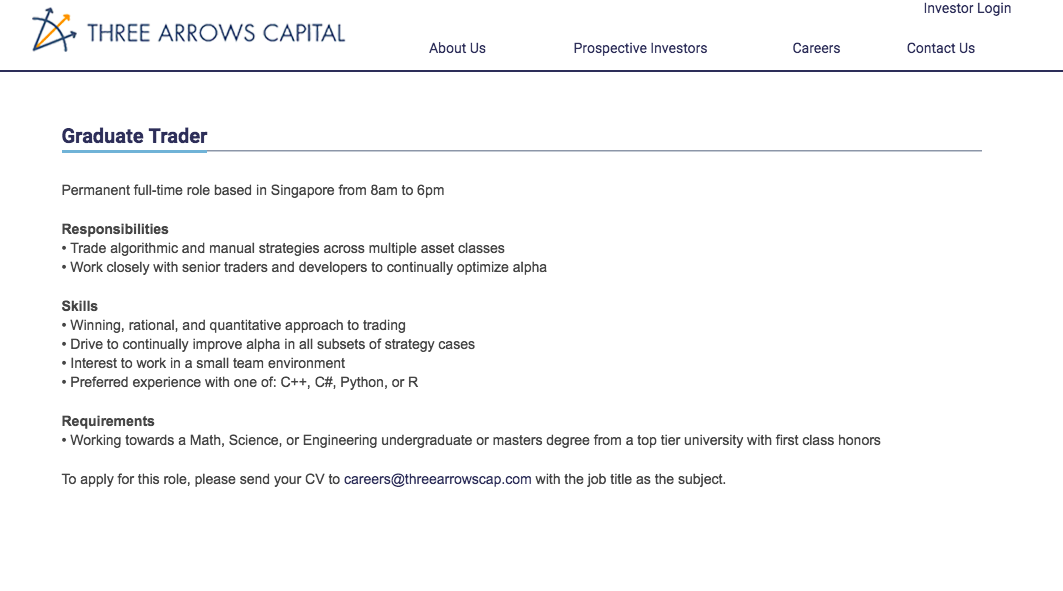 Investor Login
THREE ARROWS CAPITAL
About Us Prospective Investors Careers Contact Us
Graduate Trader
Permanent full-time role based in Singapore from 8am to 6pm
Responsibilities
• Trade algorithmic and manual strategies across multiple asset classes
• Work closely with senior traders and developers to continually optimize alpha
Skills
• Winning, rational, and quantitative approach to trading
• Drive to continually improve alpha in all subsets of strategy cases
• Interest to work in a small team environment
• Preferred experience with one of: C++, C#, Python, or R
Requirements
• Working towards a Math, Science, or Engineering undergraduate or masters degree from a top tier university with first class honors
To apply for this role, please send your CV to careers@threearrowscap.com with the job title as the subject.